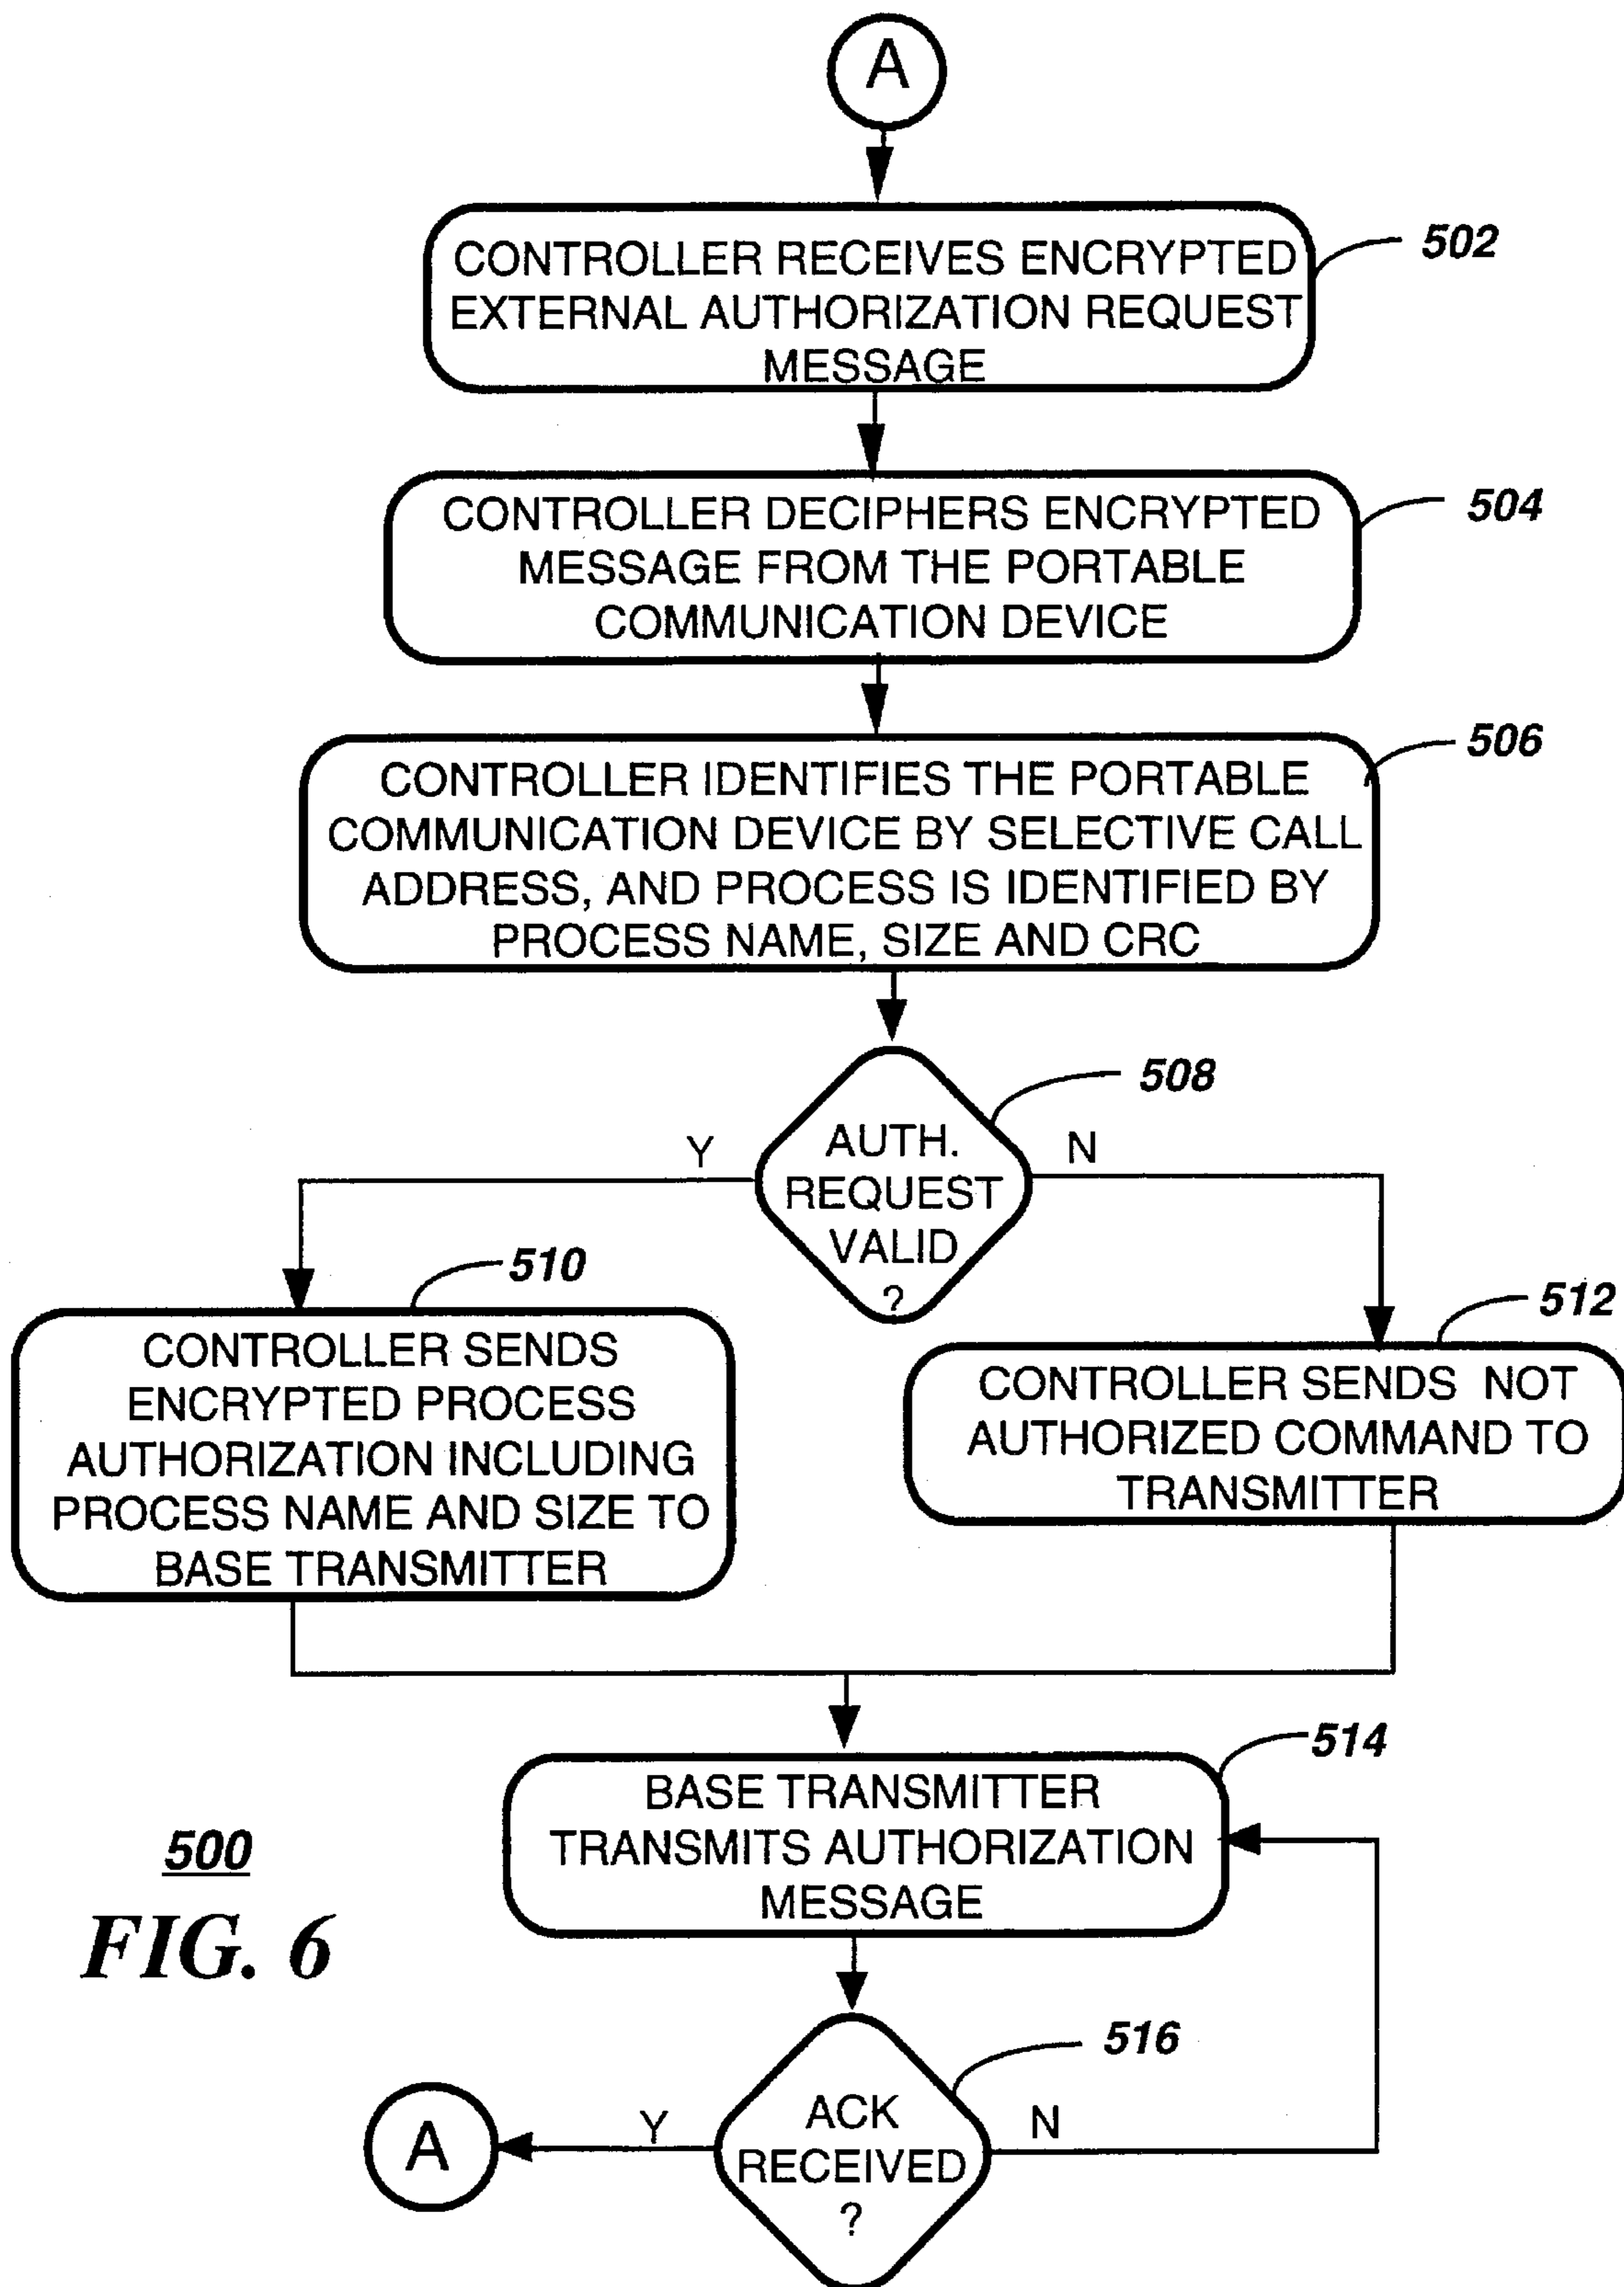 A
CONTROLLER RECEIVES ENCRYPTED
EXTERNAL AUTHORIZATION REQUEST
MESSAGE
502
CONTROLLER DECIPHERS ENCRYPTED
MESSAGE FROM THE PORTABLE
COMMUNICATION DEVICE
504
CONTROLLER IDENTIFIES THE PORTABLE
COMMUNICATION DEVICE BY SELECTIVE CALL
ADDRESS, AND PROCESS IS IDENTIFIED BY
PROCESS NAME, SIZE AND CRC
506
AUTH.
REQUEST
VALID
?
508
Y
N
CONTROLLER SENDS
ENCRYPTED PROCESS
AUTHORIZATION INCLUDING
PROCESS NAME AND SIZE TO
BASE TRANSMITTER
510
CONTROLLER SENDS NOT
AUTHORIZED COMMAND TO
TRANSMITTER
512
BASE TRANSMITTER
TRANSMITS AUTHORIZATION
MESSAGE
514
500
FIG. 6
ACK
RECEIVED
?
516
Y
N
A